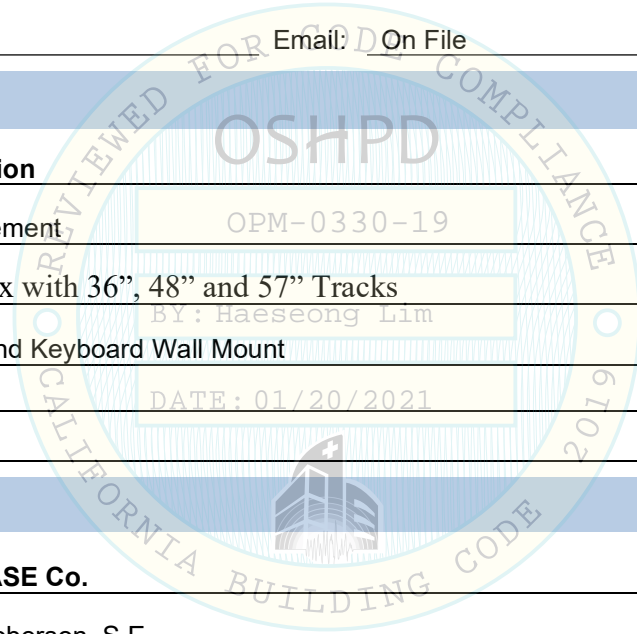 Email: On File
REVIEWED FOR CODE COMPLIANCE
OSHPD
ion
ement
OPM-0330-19
x with 36”, 48” and 57” Tracks
BY: Haeseong Lim
nd Keyboard Wall Mount
DATE: 01/20/2021
CALIFORNIA BUILDING CODE 2019
ASE Co.
S.E.